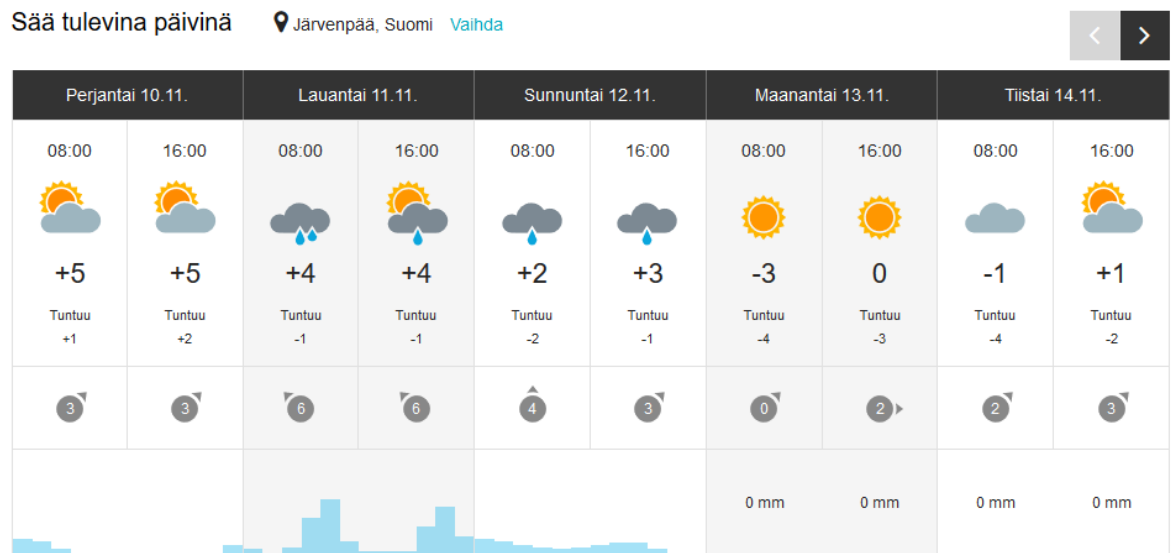 Sää tulevina päivinä Järvenpää, Suomi Vaihda
Perjantai 10.11. Lauantai 11.11. Sunnuntai 12.11. Maanantai 13.11. Tiistai 14.11.
08:00 16:00 08:00 16:00 08:00 16:00 08:00 16:00 08:00 16:00
+5 +5 +4 +4 +2 +3 -3 0 -1 +1
Tuntuu Tuntuu Tuntuu Tuntuu Tuntuu Tuntuu Tuntuu Tuntuu Tuntuu Tuntuu
+1 +2 -1 -1 -2 -1 -4 -3 -4 -2
3 3 6 6 4 3 0 2 2 3
0 mm 0 mm 0 mm 0 mm